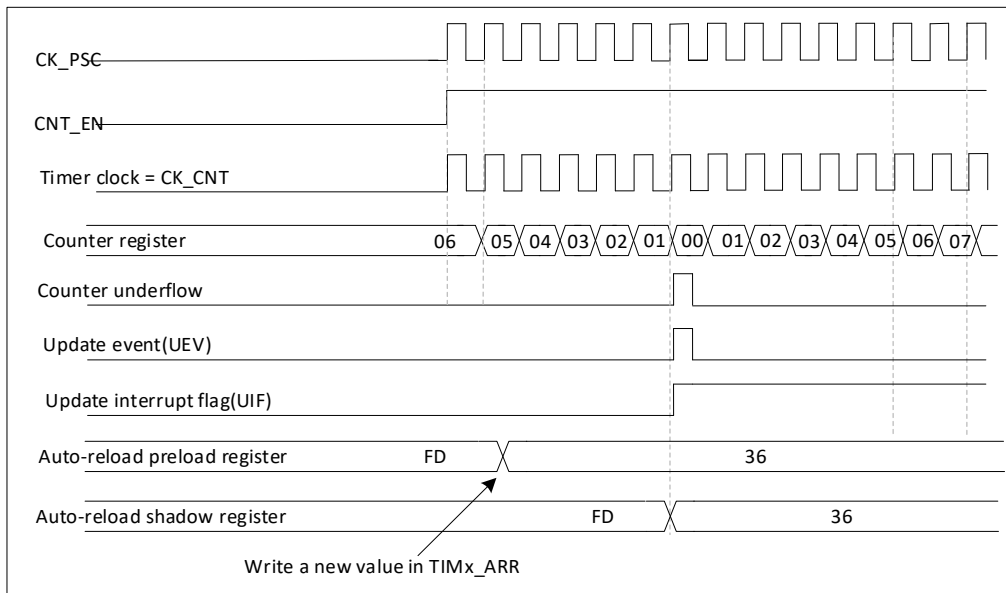 CK_PSC
CNT_EN
Timer clock = CK_CNT
Counter register 06 05 04 03 02 01 00 01 02 03 04 05 06 07
Counter underflow
Update event(UEV)
Update interrupt flag(UIF)
Auto-reload preload register FD 36
Auto-reload shadow register FD 36
Write a new value in TIMx_ARR